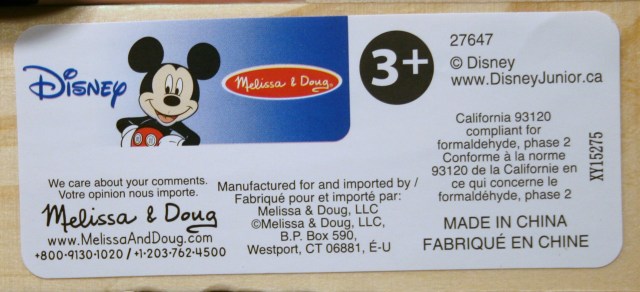 Disney
Melissa & Doug®
3+
27647
© Disney
www.DisneyJunior.ca
California 93120
compliant for
formaldehyde, phase 2
Conforme à la norme
93120 de la Californie en
ce qui concerne le
formaldéhyde, phase 2
XY15275
MADE IN CHINA
FABRIQUÉ EN CHINE
We care about your comments.
Votre opinion nous importe.
Melissa & Doug
www.MelissaAndDoug.com
+800-9130-1020 / +1-203-762-4500
Manufactured for and imported by /
Fabriqué pour et importé par:
Melissa & Doug, LLC
©Melissa & Doug, LLC,
B.P. Box 590,
Westport, CT 06881, É-U